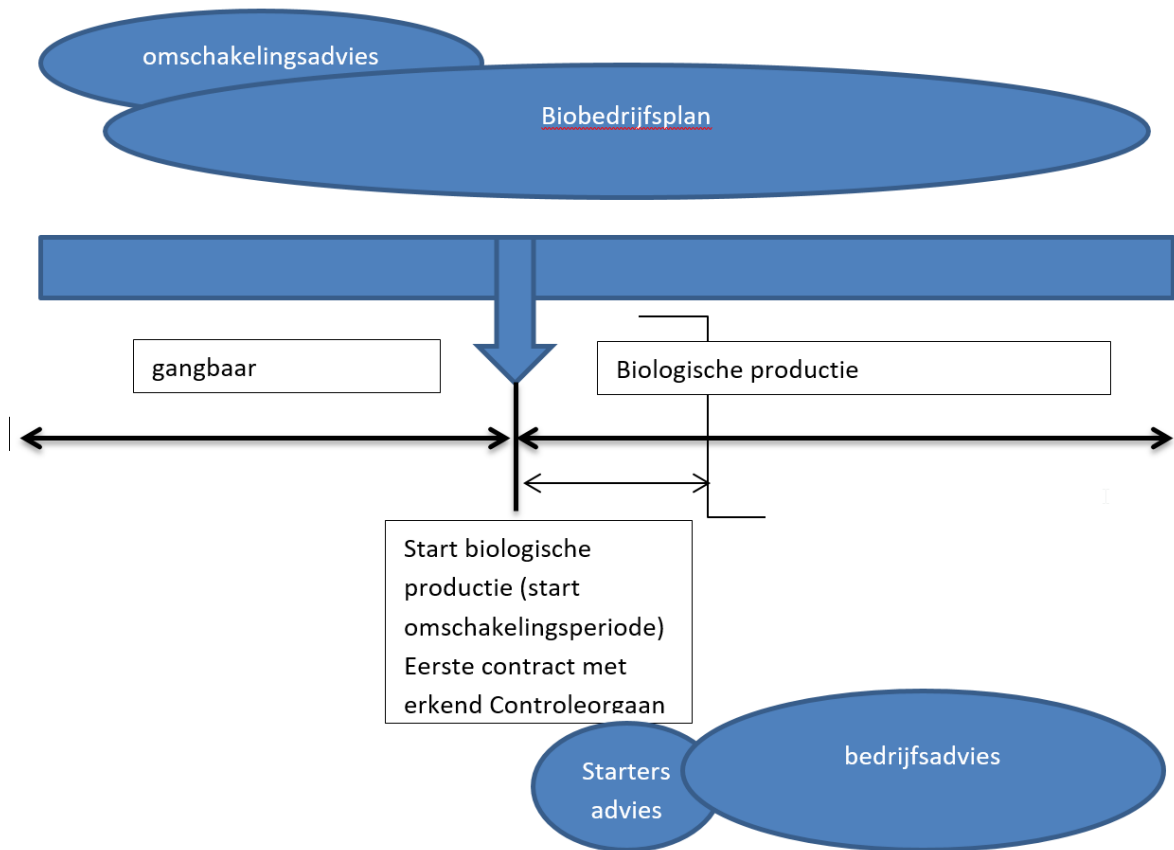 omschakelingsadvies
Biobedrijfsplan
gangbaar
Biologische productie
Start biologische
productie (start
omschakelingsperiode)
Eerste contract met
erkend Controleorgaan
Starters
advies
bedrijfsadvies